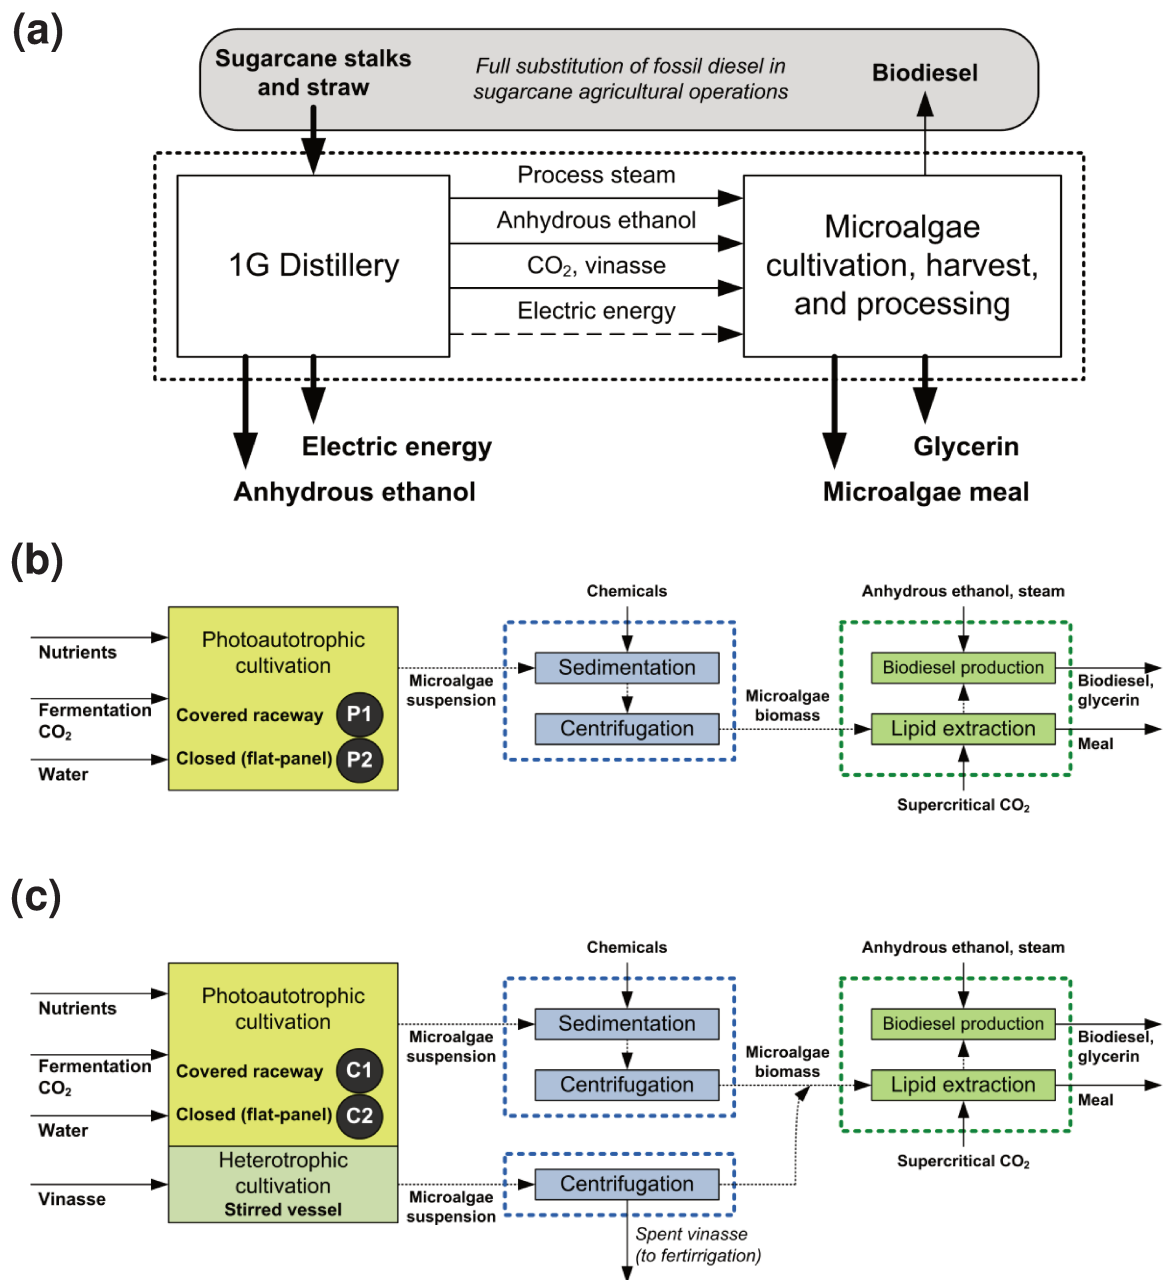 (a)
Sugarcane stalks
and straw
Full substitution of fossil diesel in
sugarcane agricultural operations
Biodiesel
1G Distillery
Process steam
Anhydrous ethanol
CO₂, vinasse
Electric energy
Microalgae
cultivation, harvest,
and processing
Electric energy
Anhydrous ethanol
Glycerin
Microalgae meal
(b)
Nutrients
Fermentation
CO₂
Water
Photoautotrophic
cultivation
Covered raceway P1
Closed (flat-panel) P2
Microalgae
suspension
Chemicals
Sedimentation
Centrifugation
Microalgae
biomass
Anhydrous ethanol, steam
Biodiesel production
Lipid extraction
Supercritical CO₂
Biodiesel,
glycerin
Meal
(c)
Nutrients
Fermentation
CO₂
Water
Vinasse
Photoautotrophic
cultivation
Covered raceway C1
Closed (flat-panel) C2
Heterotrophic
cultivation
Stirred vessel
Microalgae
suspension
Microalgae
suspension
Chemicals
Sedimentation
Centrifugation
Centrifugation
Spent vinasse
(to fertirrigation)
Microalgae
biomass
Anhydrous ethanol, steam
Biodiesel production
Lipid extraction
Supercritical CO₂
Biodiesel,
glycerin
Meal